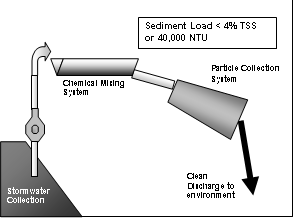 Sediment Load < 4% TSS
or 40,000 NTU
Particle Collection
System
Chemical Mixing
System
Clean
Discharge to
environment
Stormwater
Collection